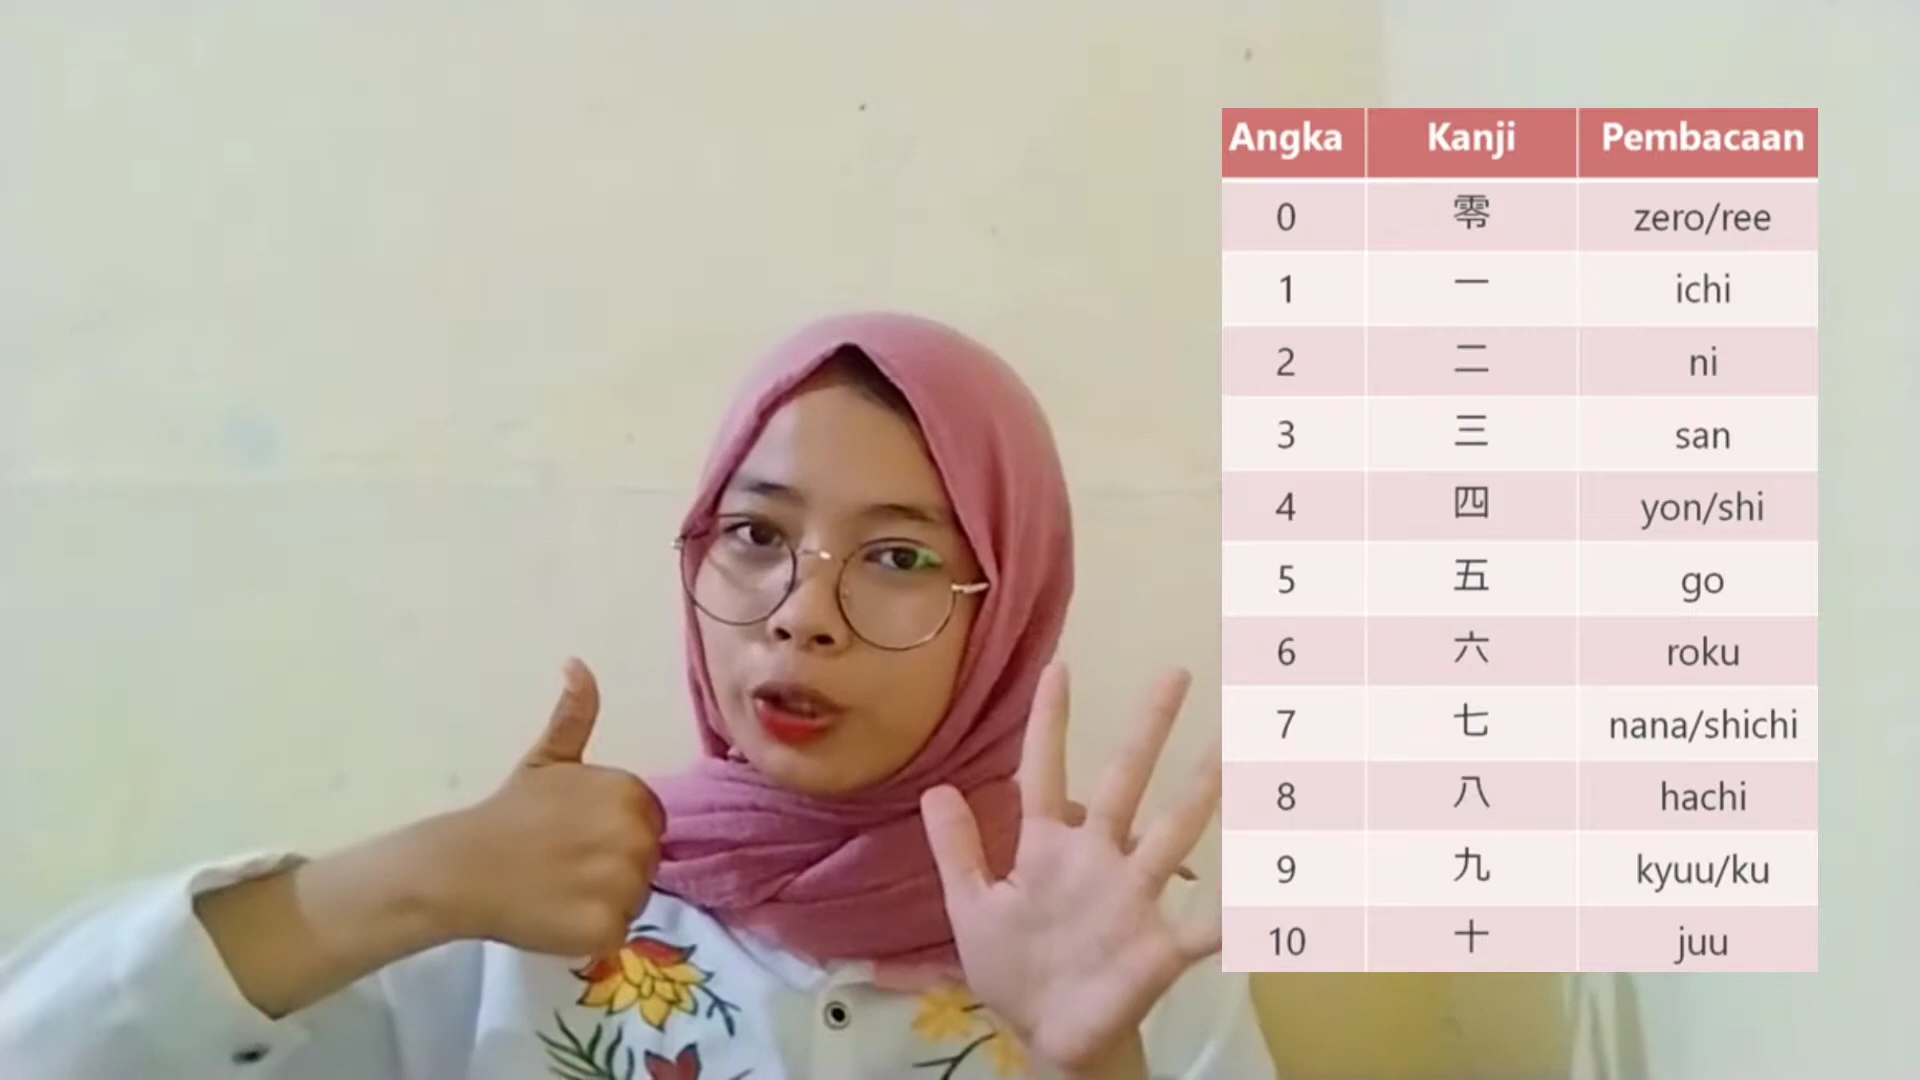 Angka Kanji Pembacaan
0 零 zero/ree
1 一 ichi
2 二 ni
3 三 san
4 四 yon/shi
5 五 go
6 六 roku
7 七 nana/shichi
8 八 hachi
9 九 kyuu/ku
10 十 juu